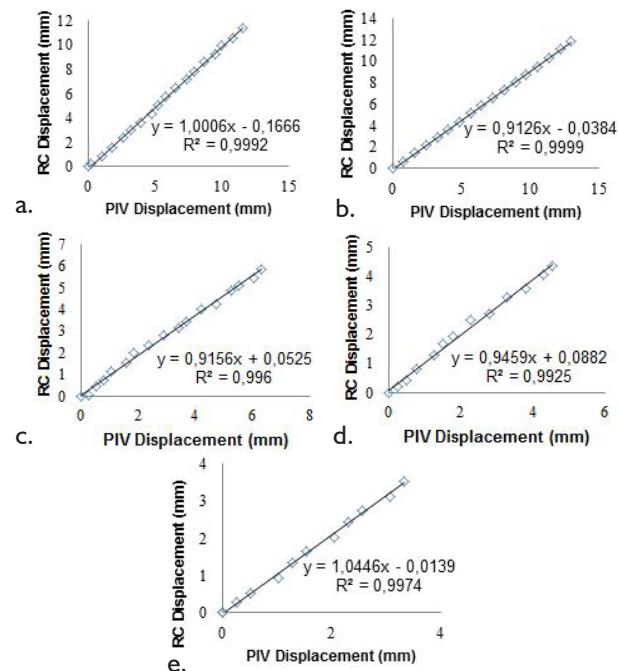 RC Displacement (mm)
12
10
8
6
4
2
0
y = 1,0006x - 0,1666
R² = 0,9992
0 5 10 15
PIV Displacement (mm)
a.
RC Displacement (mm)
14
12
10
8
6
4
2
0
y = 0,9126x - 0,0384
R² = 0,9999
0 5 10 15
PIV Displacement (mm)
b.
RC Displacement (mm)
7
6
5
4
3
2
1
0
y = 0,9156x + 0,0525
R² = 0,996
0 2 4 6 8
PIV Displacement (mm)
c.
RC Displacement (mm)
5
4
3
2
1
0
y = 0,9459x + 0,0882
R² = 0,9925
0 2 4 6
PIV Displacement (mm)
d.
RC Displacement (mm)
4
3
2
1
0
y = 1,0446x - 0,0139
R² = 0,9974
0 2 4
PIV Displacement (mm)
e.